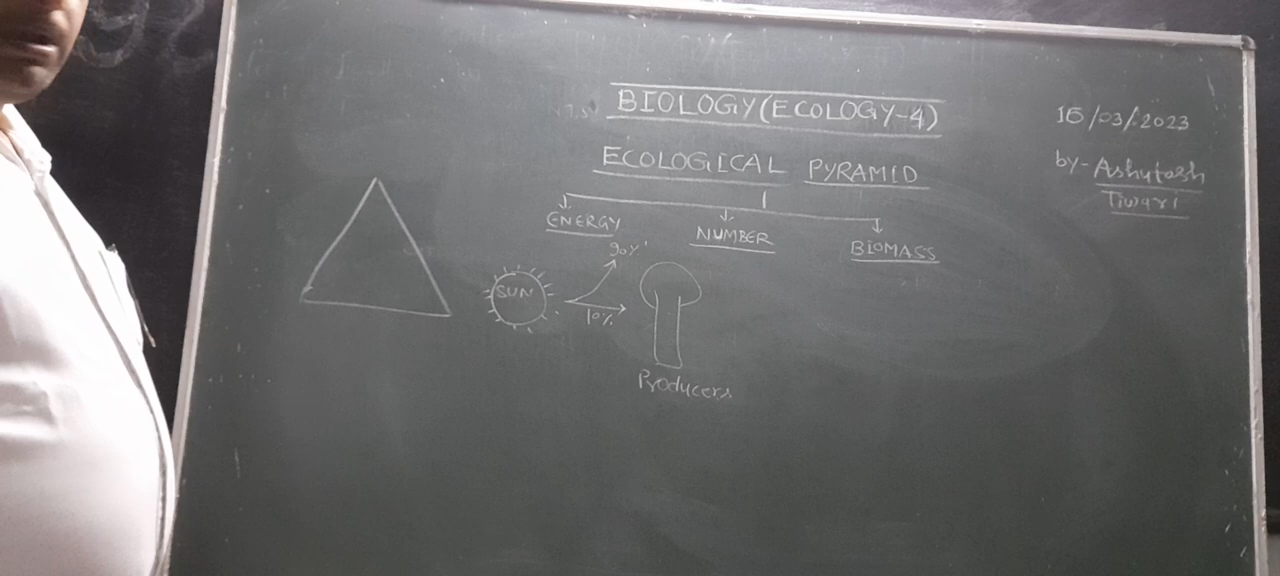 BIOLOGY(ECOLOGY-4)
16/03/2023
by- Ashutosh
Tiwari
ECOLOGICAL PYRAMID
ENERGY
NUMBER
BIOMASS
90%
SUN
10%
Producers